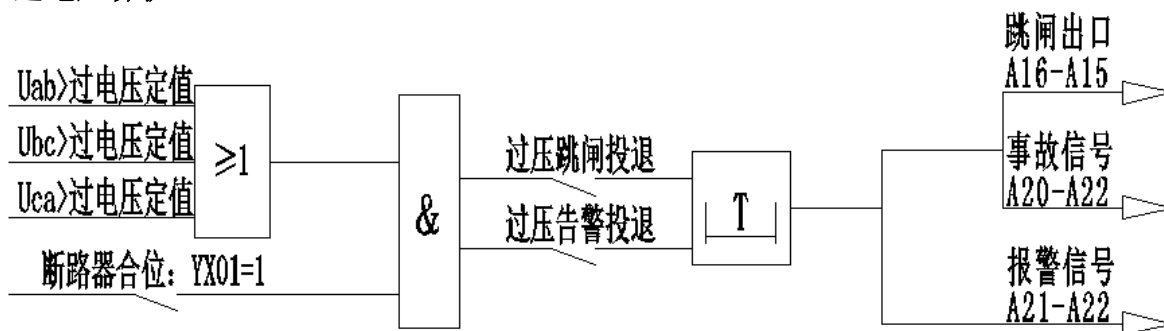 Uab>过电压定值
Ubc>过电压定值
Uca>过电压定值
≥1
断路器合位：YX01=1
&
过压跳闸投退
过压告警投退
T
跳闸出口
A16-A15
事故信号
A20-A22
报警信号
A21-A22